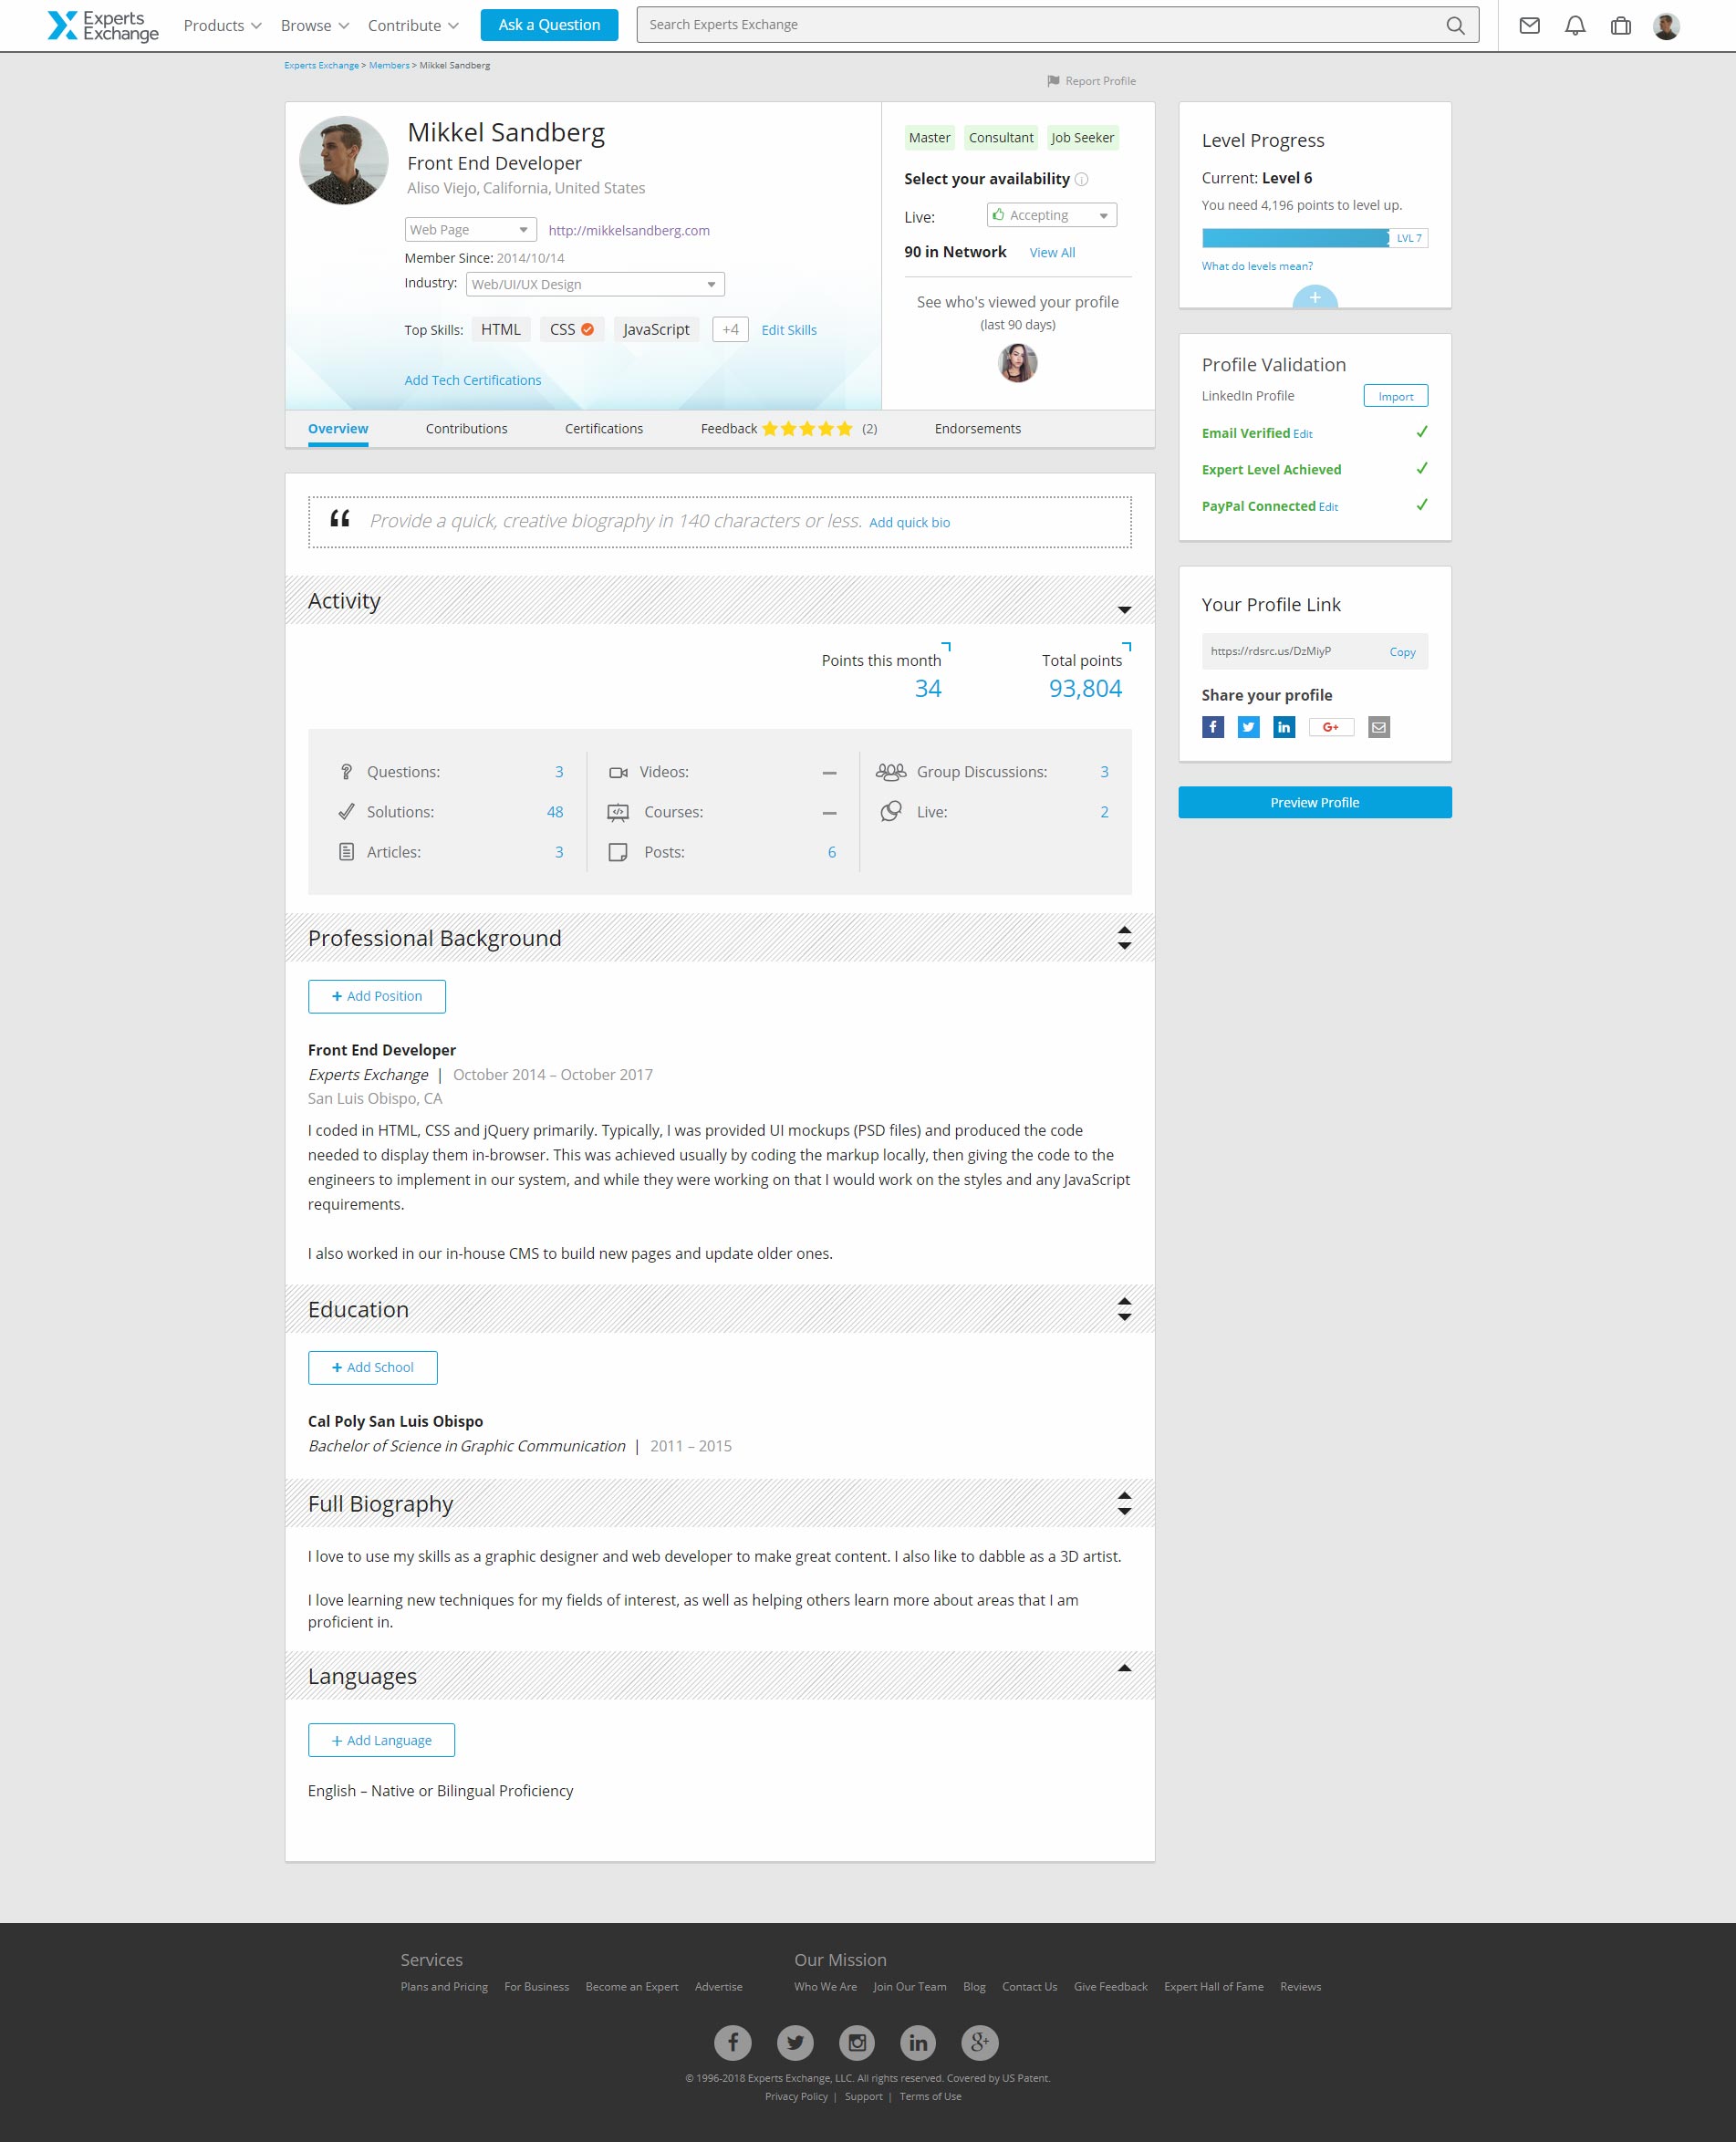 Experts Exchange
Products Browse Contribute Ask a Question Search Experts Exchange
Experts Exchange > Members > Mikkel Sandberg
Report Profile
Mikkel Sandberg
Front End Developer
Aliso Viejo, California, United States
Web Page http://mikkelsandberg.com
Member Since: 2014/10/14
Industry: Web/UI/UX Design
Top Skills: HTML CSS JavaScript +4 Edit Skills
Add Tech Certifications
Master Consultant Job Seeker
Select your availability
Live: Accepting
90 in Network View All
See who's viewed your profile
(last 90 days)
Overview Contributions Certifications Feedback (2) Endorsements
Level Progress
Current: Level 6
You need 4,196 points to level up.
LVL 7
What do levels mean?
+
Profile Validation
LinkedIn Profile Import
Email Verified Edit
Expert Level Achieved
PayPal Connected Edit
Your Profile Link
https://rdsrc.us/DzMiyP Copy
Share your profile
f in G+
Preview Profile
“ Provide a quick, creative biography in 140 characters or less. Add quick bio
Activity
Points this month Total points
34 93,804
Questions: 3 Videos: — Group Discussions: 3
Solutions: 48 Courses: — Live: 2
Articles: 3 Posts: 6
Professional Background
+ Add Position
Front End Developer
Experts Exchange | October 2014 – October 2017
San Luis Obispo, CA
I coded in HTML, CSS and jQuery primarily. Typically, I was provided UI mockups (PSD files) and produced the code
needed to display them in-browser. This was achieved usually by coding the markup locally, then giving the code to the
engineers to implement in our system, and while they were working on that I would work on the styles and any JavaScript
requirements.
I also worked in our in-house CMS to build new pages and update older ones.
Education
+ Add School
Cal Poly San Luis Obispo
Bachelor of Science in Graphic Communication | 2011 – 2015
Full Biography
I love to use my skills as a graphic designer and web developer to make great content. I also like to dabble as a 3D artist.
I love learning new techniques for my fields of interest, as well as helping others learn more about areas that I am
proficient in.
Languages
+ Add Language
English – Native or Bilingual Proficiency
Services
Plans and Pricing For Business Become an Expert Advertise
Our Mission
Who We Are Join Our Team Blog Contact Us Give Feedback Expert Hall of Fame Reviews
f in g+
© 1996-2018 Experts Exchange, LLC. All rights reserved. Covered by US Patent.
Privacy Policy | Support | Terms of Use